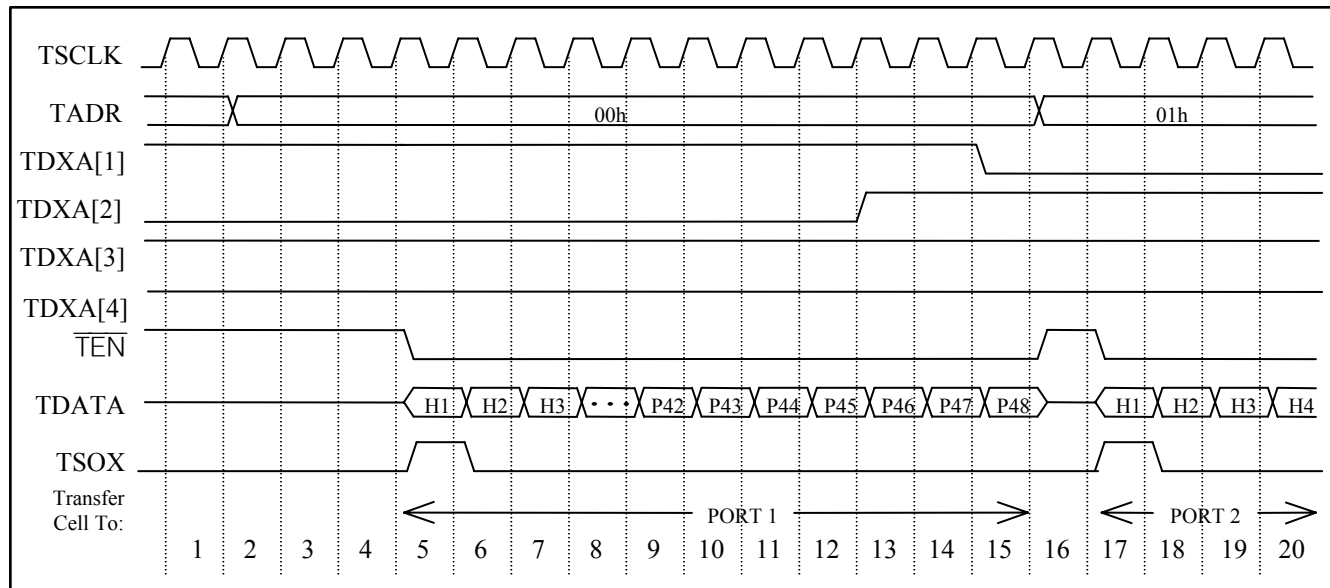 TSCLK
TADR 00h 01h
TDXA[1]
TDXA[2]
TDXA[3]
TDXA[4]
TEN
TDATA H1 H2 H3 • • • P42 P43 P44 P45 P46 P47 P48 H1 H2 H3 H4
TSOX
Transfer
Cell To: PORT 1 PORT 2
1 2 3 4 5 6 7 8 9 10 11 12 13 14 15 16 17 18 19 20